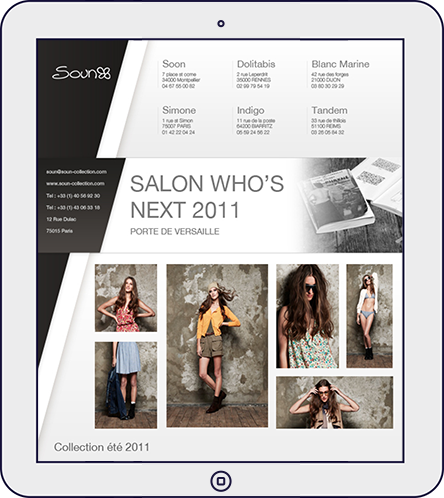 Soun
Soon
7 place st come
34000 Montpellier
04 67 65 00 82
Dolitabis
2 rue Leperdit
35000 RENNES
02 99 79 54 19
Blanc Marine
42 rue des forges
21000 DIJON
03 80 30 29 29
Simone
1 rue st Simon
75007 PARIS
01 42 22 04 24
Indigo
11 rue de la poste
64200 BIARRITZ
05 59 24 56 22
Tandem
33 rue de thillois
51100 REIMS
03 26 05 84 32
soun@soun-collection.com
www.soun-collection.com
Tel : +33 (1) 40 56 92 30
Tel : +33 (1) 43 06 33 18
12 Rue Dulac
75015 Paris
SALON WHO'S
NEXT 2011
PORTE DE VERSAILLE
Collection été 2011